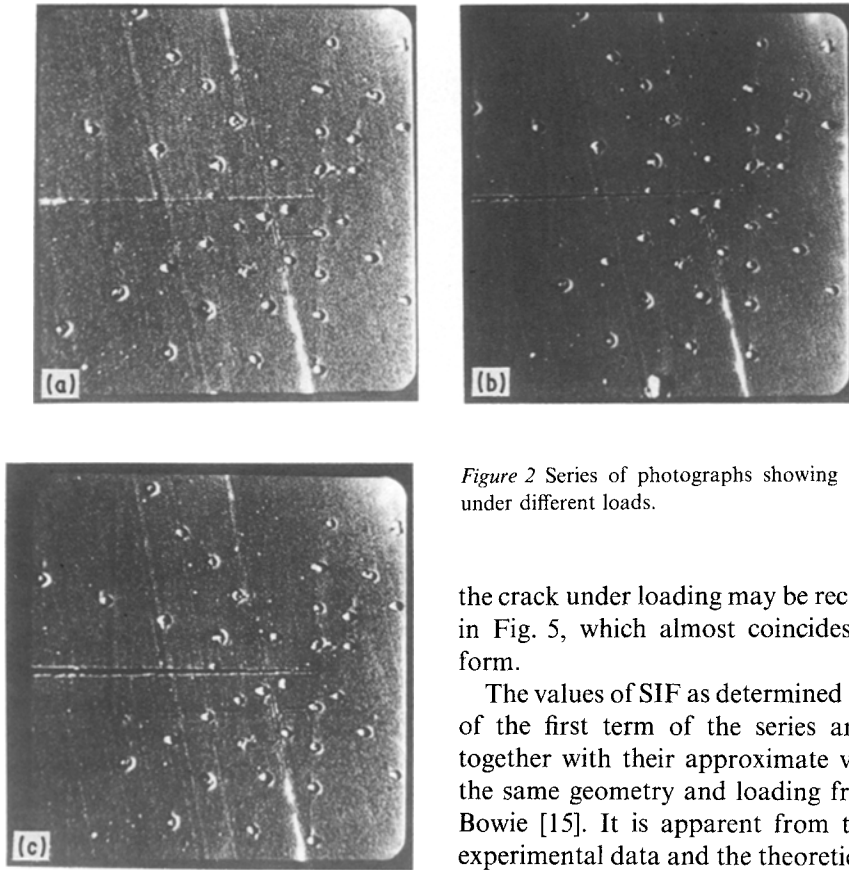 (a)
(b)
(c)
Figure 2 Series of photographs showing
under different loads.
the crack under loading may be rec
in Fig. 5, which almost coincides
form.
The values of SIF as determined
of the first term of the series ar
together with their approximate v
the same geometry and loading fr
Bowie [15]. It is apparent from t
experimental data and the theoretic